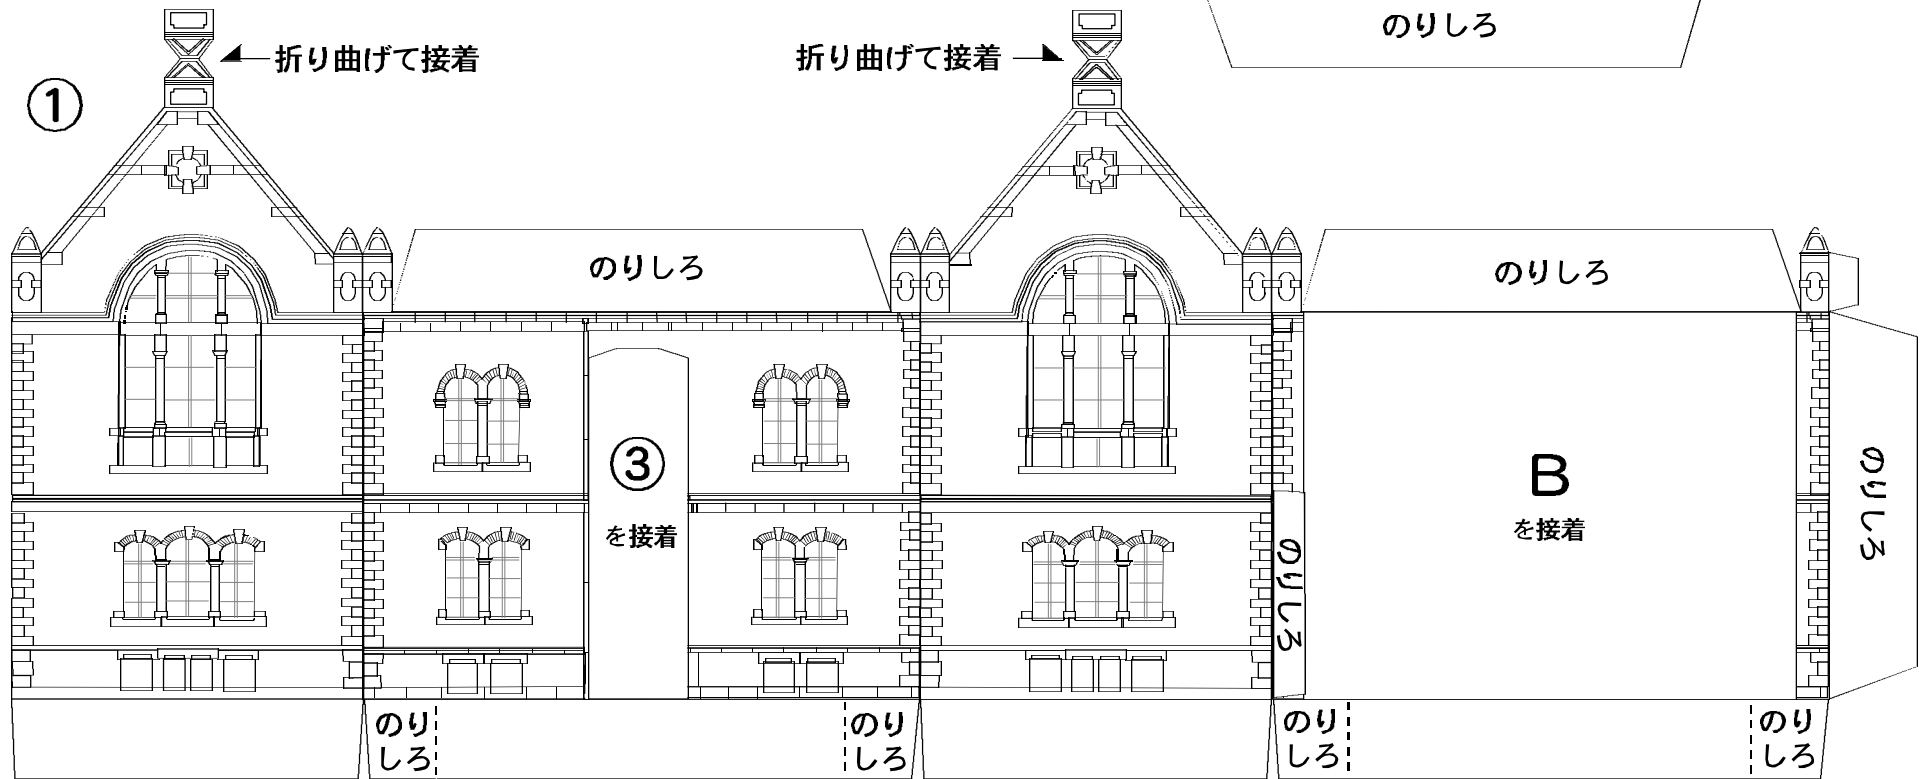 のりしろ
折り曲げて接着
折り曲げて接着
①
のりしろ
のりしろ
③
を接着
B
を接着
のりしろ
のりしろ
のり
しろ
のり
しろ
のり
しろ
のり
しろ